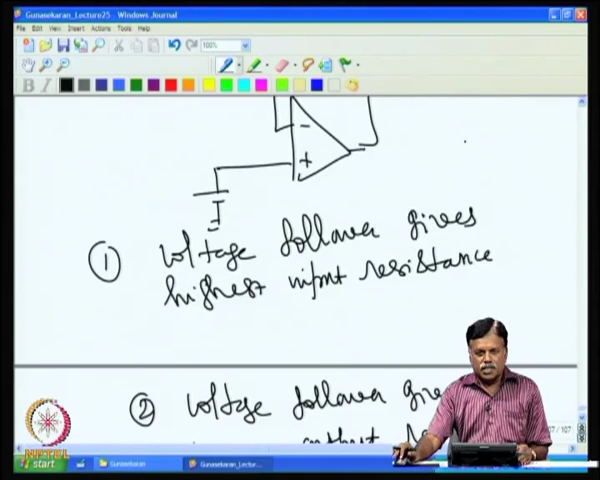 Gunasekaran_Lecture25 - Windows Journal
File Edit View Insert Actions Tools Help
100%
B I
-
+
① Voltage follower gives
highest input resistance
② Voltage follower
NPTEL
start Gunasekaran Gunasekaran_Lectur...